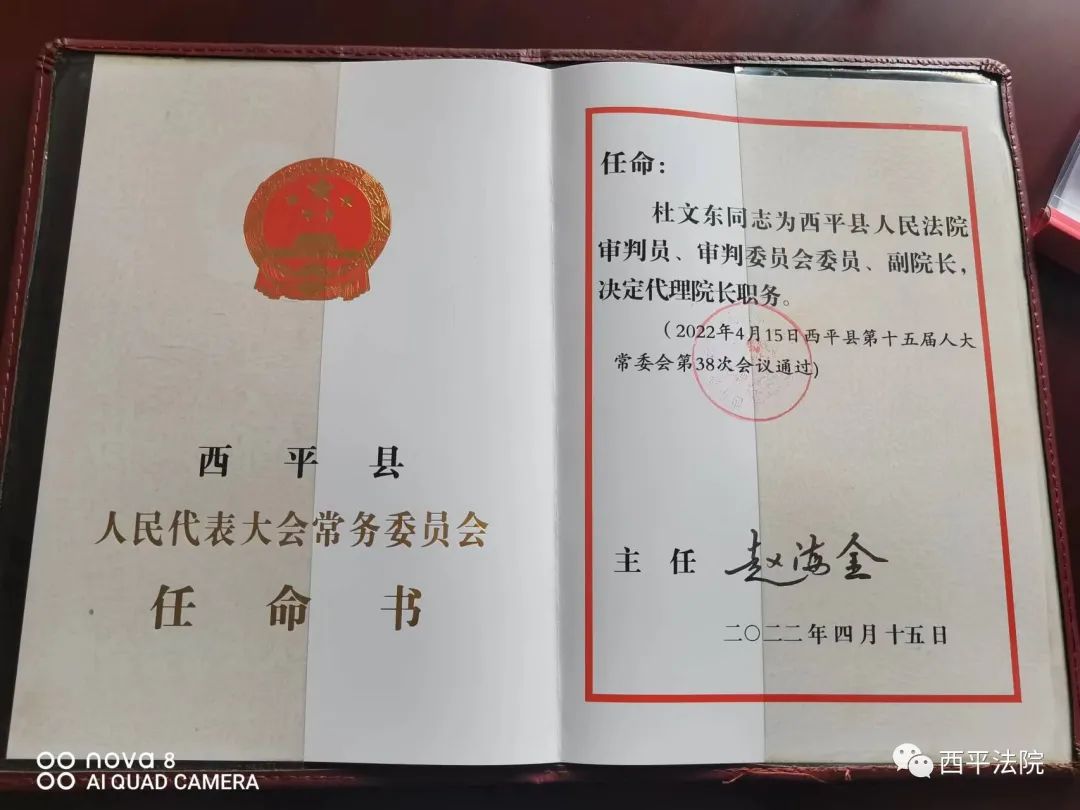 西平县
人民代表大会常务委员会
任命书
任命：
杜文东同志为西平县人民法院
审判员、审判委员会委员、副院长，
决定代理院长职务。
（2022年4月15日西平县第十五届人大
常委会第38次会议通过)
主任 赵海金
二〇二二年四月十五日
nova 8
AI QUAD CAMERA
西平法院